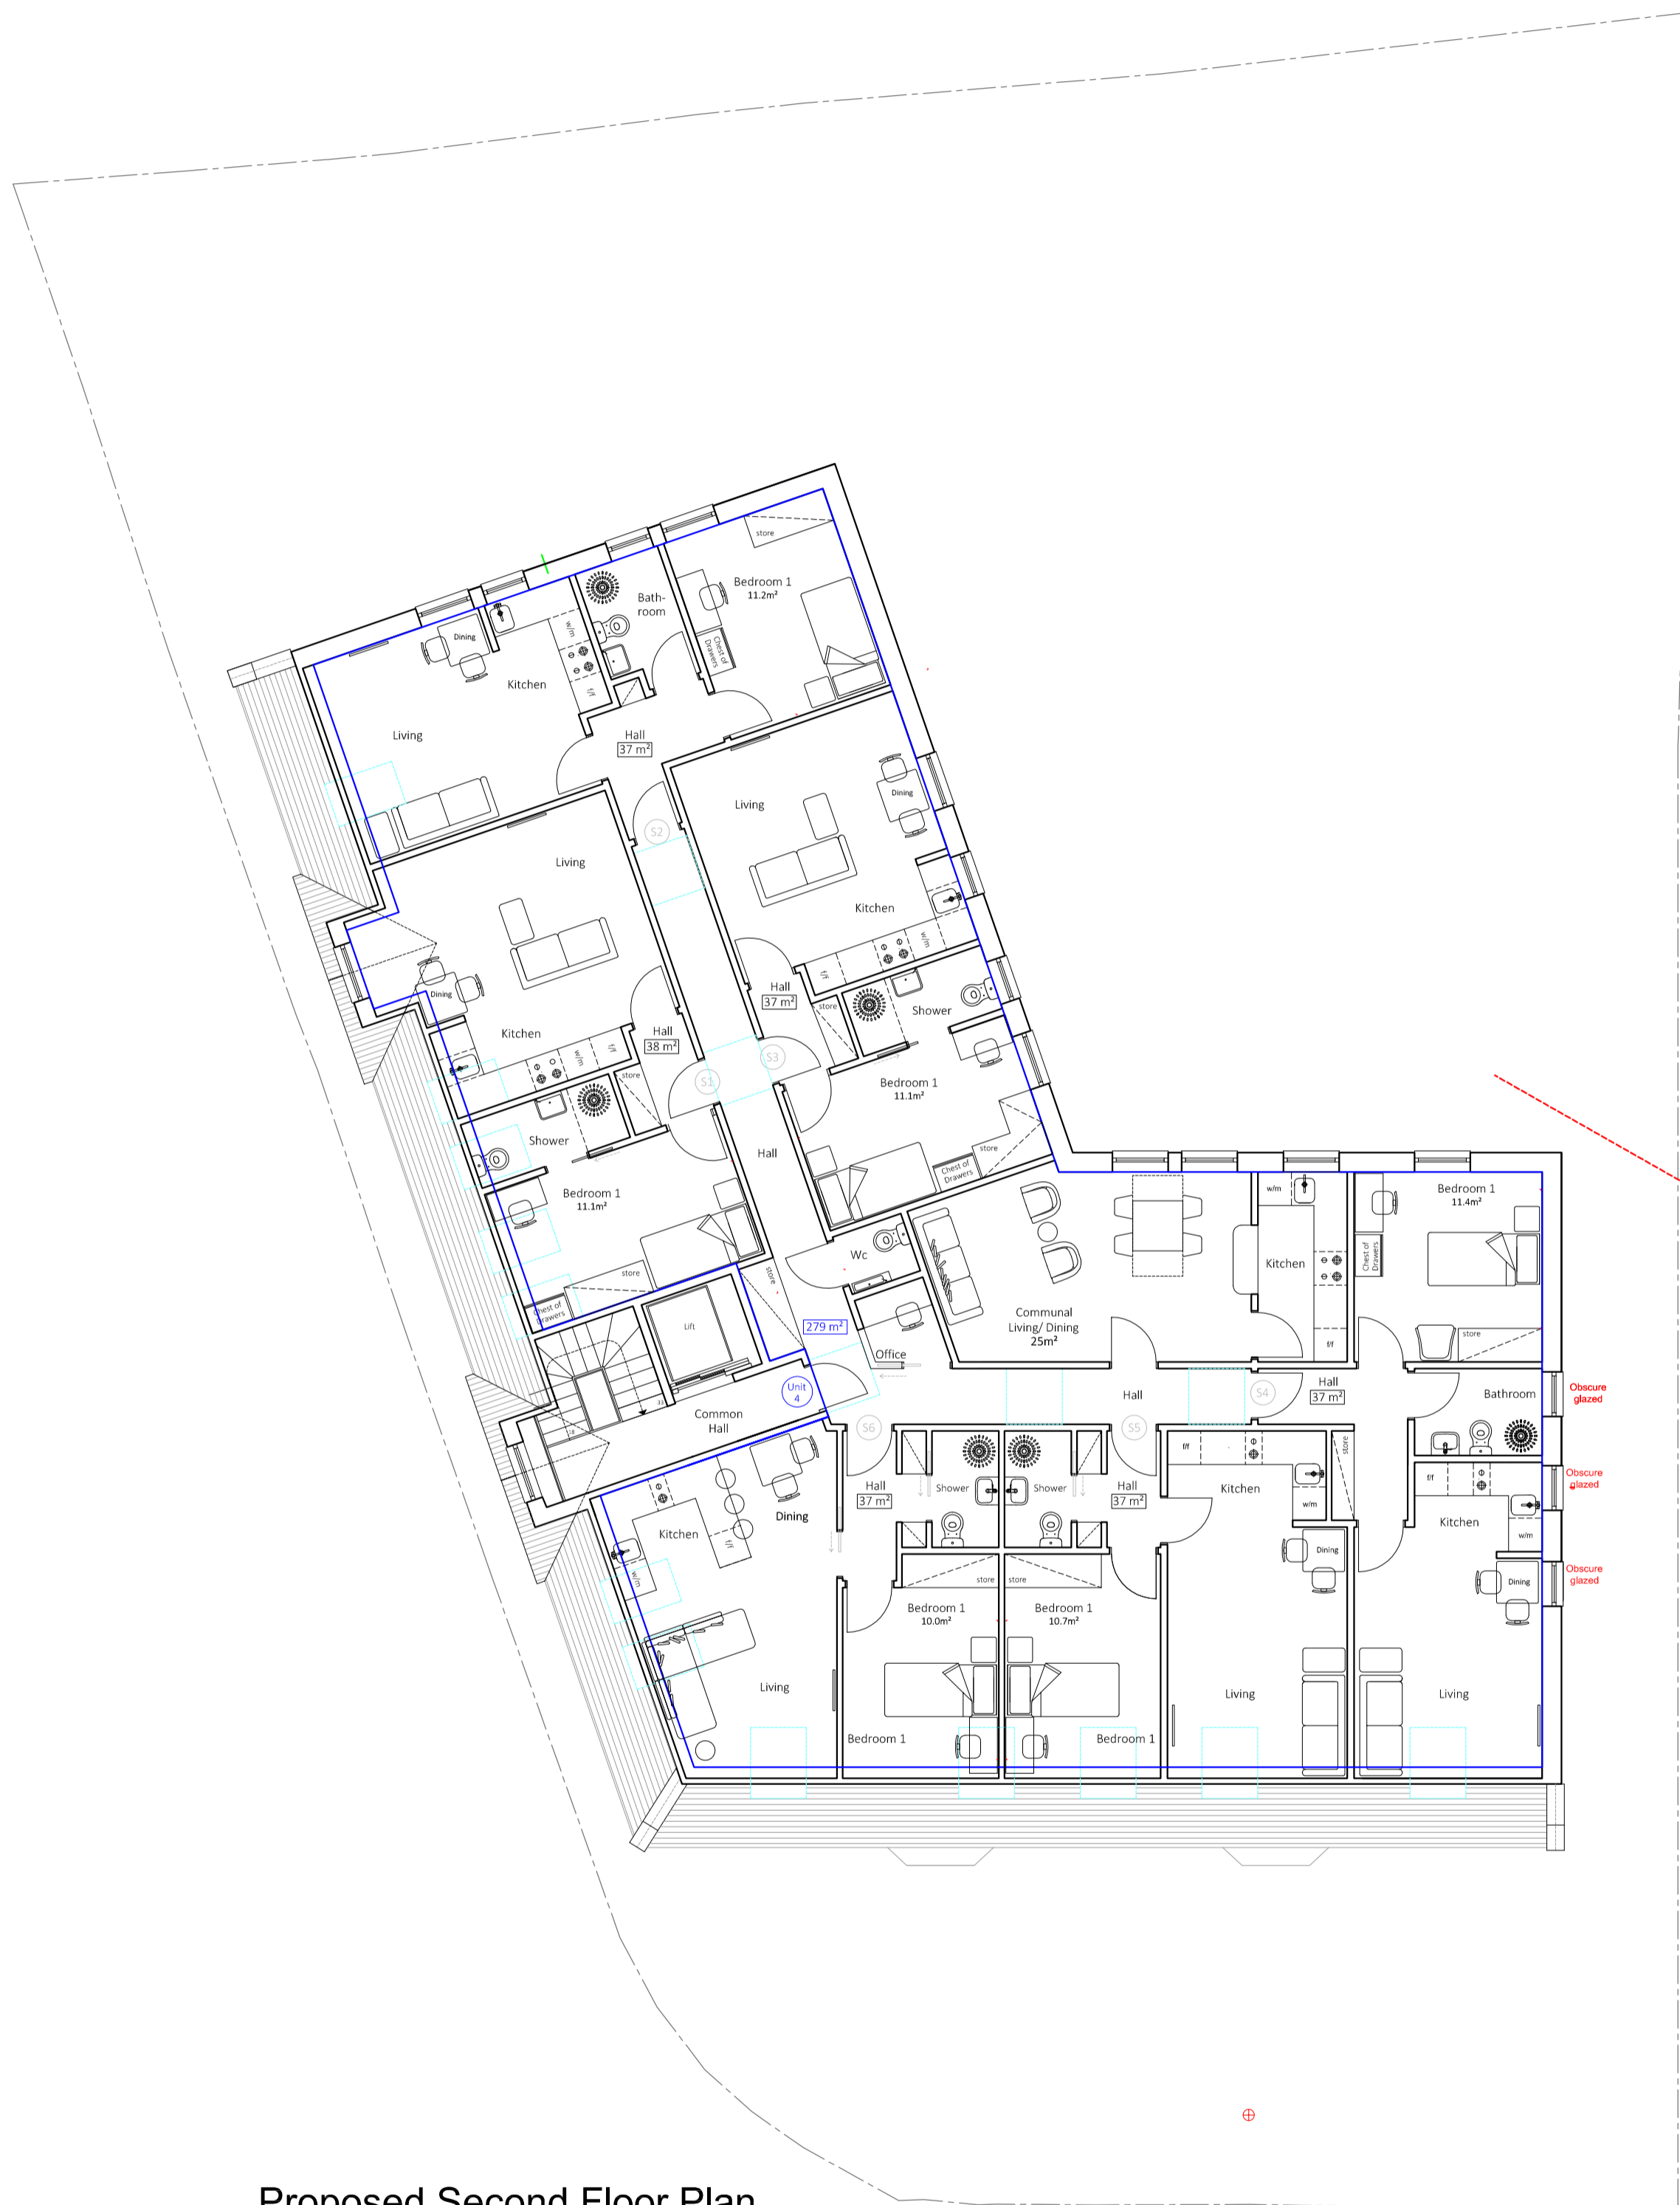 store
Bedroom 1
11.2m²
Bath-
room
w/m
Dining
Kitchen
f/f
Chest of
Drawers
Living
Hall
37 m²
S2
Living
Dining
Kitchen
w/m
f/f
Living
Dining
Kitchen
w/m
f/f
Hall
38 m²
S1
Hall
37 m²
S3
store
Shower
Bedroom 1
11.1m²
store
Chest of
Drawers
store
Shower
Bedroom 1
11.1m²
store
Chest of
Drawers
Hall
Wc
store
279 m²
Lift
Office
Unit
4
Common
Hall
33
18
Communal
Living/ Dining
25m²
w/m
Kitchen
f/f
Bedroom 1
11.4m²
Chest of
Drawers
store
Hall
S4
Hall
37 m²
Bathroom
Obscure
glazed
Obscure
glazed
Obscure
glazed
S6
S5
Dining
Kitchen
f/f
w/m
Living
Hall
37 m²
Shower
Shower
Hall
37 m²
store
store
Bedroom 1
10.0m²
Bedroom 1
10.7m²
Bedroom 1
Bedroom 1
f/f
Kitchen
w/m
store
Dining
Living
f/f
Kitchen
w/m
Dining
Living
Proposed Second Floor Plan